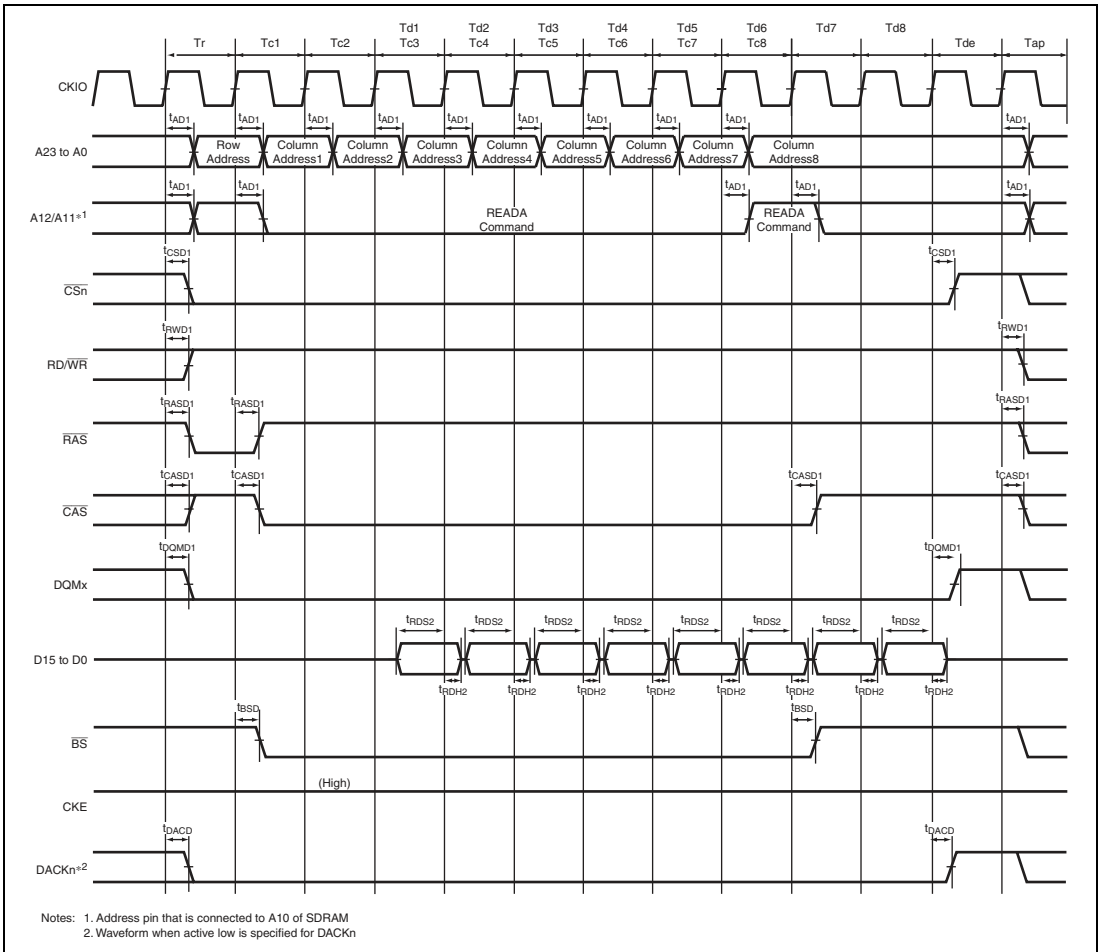 Td1 Td2 Td3 Td4 Td5 Td6
Tr Tc1 Tc2 Tc3 Tc4 Tc5 Tc6 Tc7 Tc8 Td7 Td8 Tde Tap
CKIO
tAD1 tAD1 tAD1 tAD1 tAD1 tAD1 tAD1 tAD1 tAD1 tAD1
A23 to A0
Row Address
Column Address1
Column Address2
Column Address3
Column Address4
Column Address5
Column Address6
Column Address7
Column Address8
tAD1 tAD1 tAD1 tAD1 tAD1
A12/A11*1
READA Command
READA Command
tCSD1 tCSD1
CSn
tRWD1 tRWD1
RD/WR
tRASD1 tRASD1 tRASD1
RAS
tCASD1 tCASD1 tCASD1 tCASD1
CAS
tDQMD1 tDQMD1
DQMx
tRDS2 tRDS2 tRDS2 tRDS2 tRDS2 tRDS2 tRDS2 tRDS2
D15 to D0
tRDH2 tRDH2 tRDH2 tRDH2 tRDH2 tRDH2 tRDH2 tRDH2
tBSD tBSD
BS
(High)
CKE
tDACD tDACD
DACKn*2
Notes: 1. Address pin that is connected to A10 of SDRAM
2. Waveform when active low is specified for DACKn